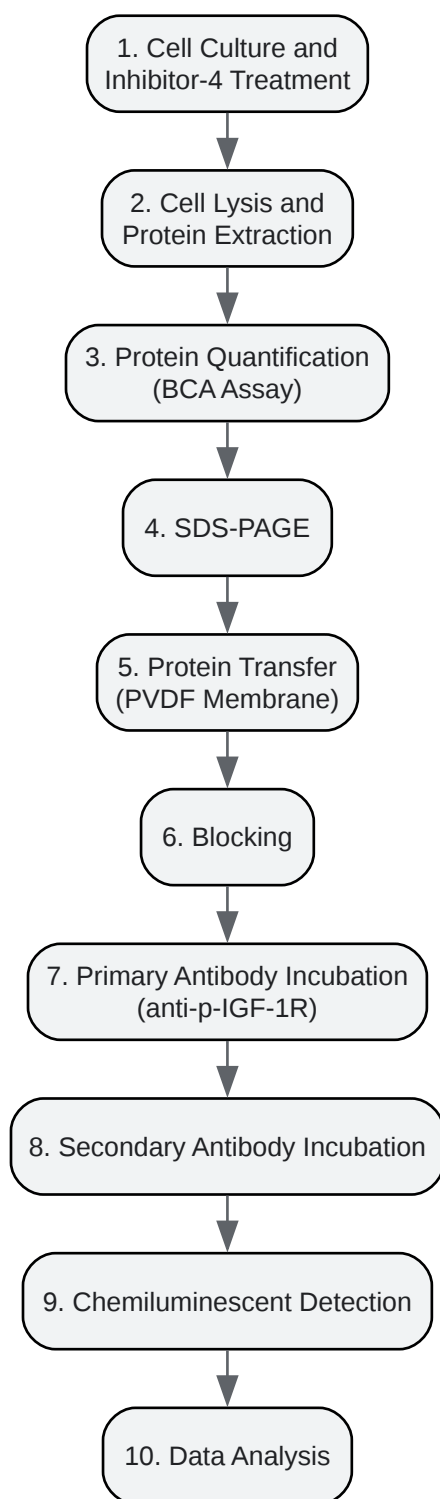 1. Cell Culture and
Inhibitor-4 Treatment
2. Cell Lysis and
Protein Extraction
3. Protein Quantification
(BCA Assay)
4. SDS-PAGE
5. Protein Transfer
(PVDF Membrane)
6. Blocking
7. Primary Antibody Incubation
(anti-p-IGF-1R)
8. Secondary Antibody Incubation
9. Chemiluminescent Detection
10. Data Analysis